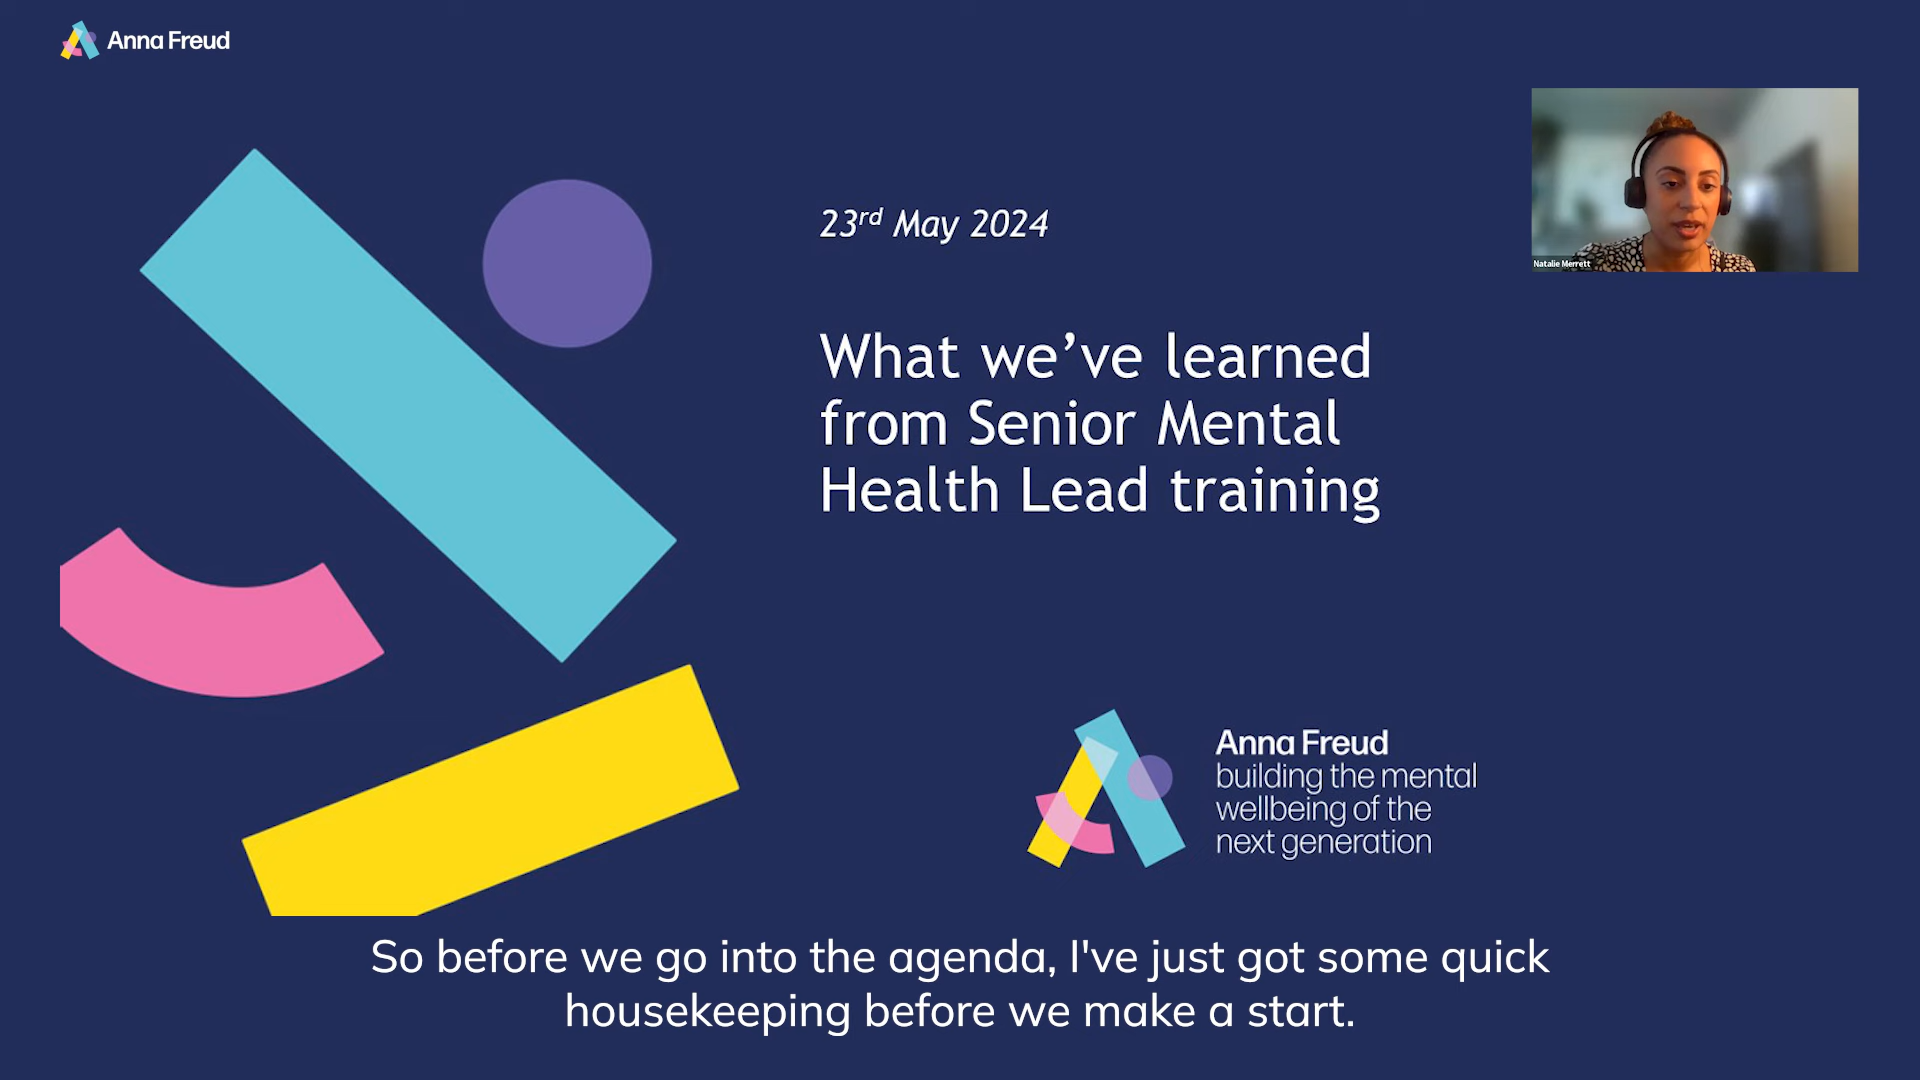 Anna Freud
23rd May 2024
Natalie Merrett
What we’ve learned
from Senior Mental
Health Lead training
Anna Freud
building the mental
wellbeing of the
next generation
So before we go into the agenda, I've just got some quick
housekeeping before we make a start.